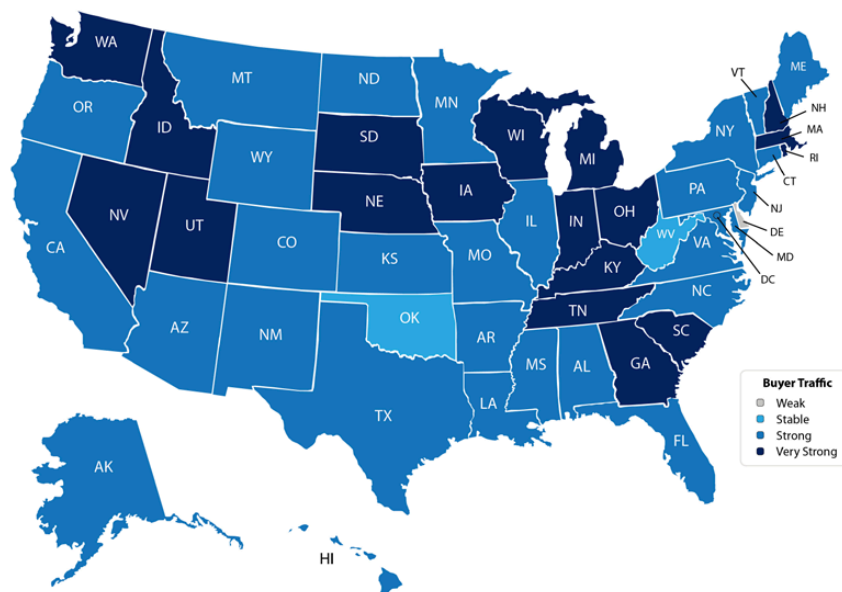 WA
MT
ND
MN
VT
ME
OR
ID
SD
WI
MI
NY
NH
MA
RI
CT
WY
NV
UT
NE
IA
IL
IN
OH
PA
NJ
DE
MD
DC
CA
CO
KS
MO
KY
WV
VA
AZ
NM
OK
AR
TN
NC
SC
TX
LA
MS
AL
GA
FL
AK
HI
Buyer Traffic
Weak
Stable
Strong
Very Strong